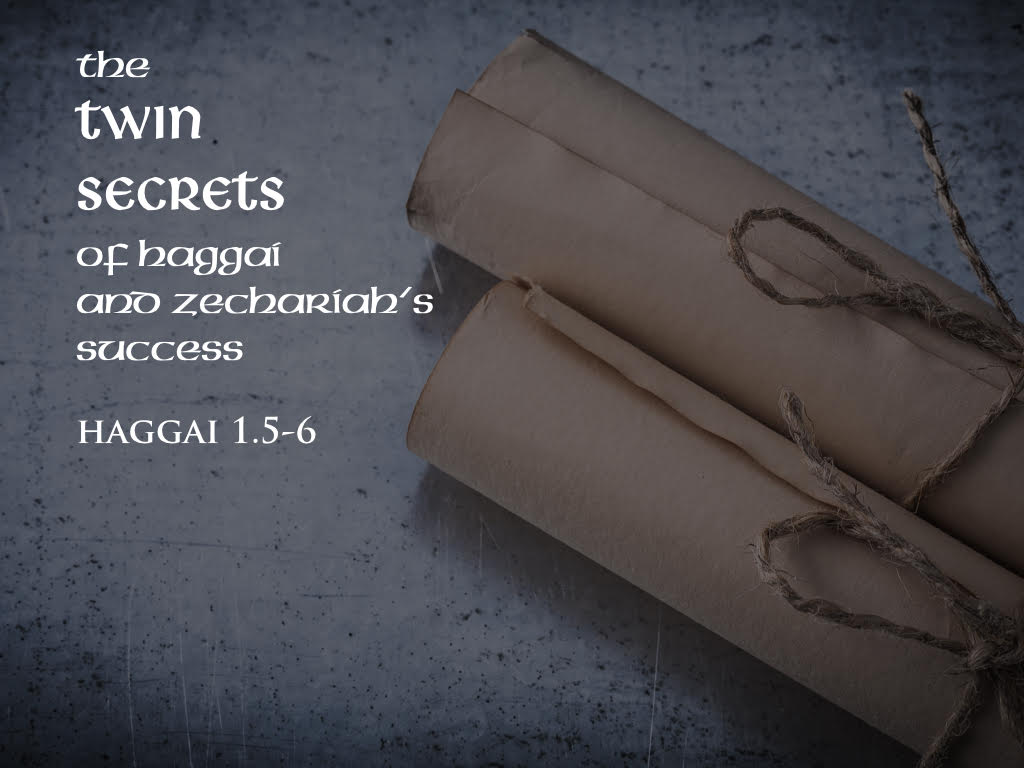 the
twin
secrets
of haggai
and zechariah's
success
HAGGAI 1.5-6